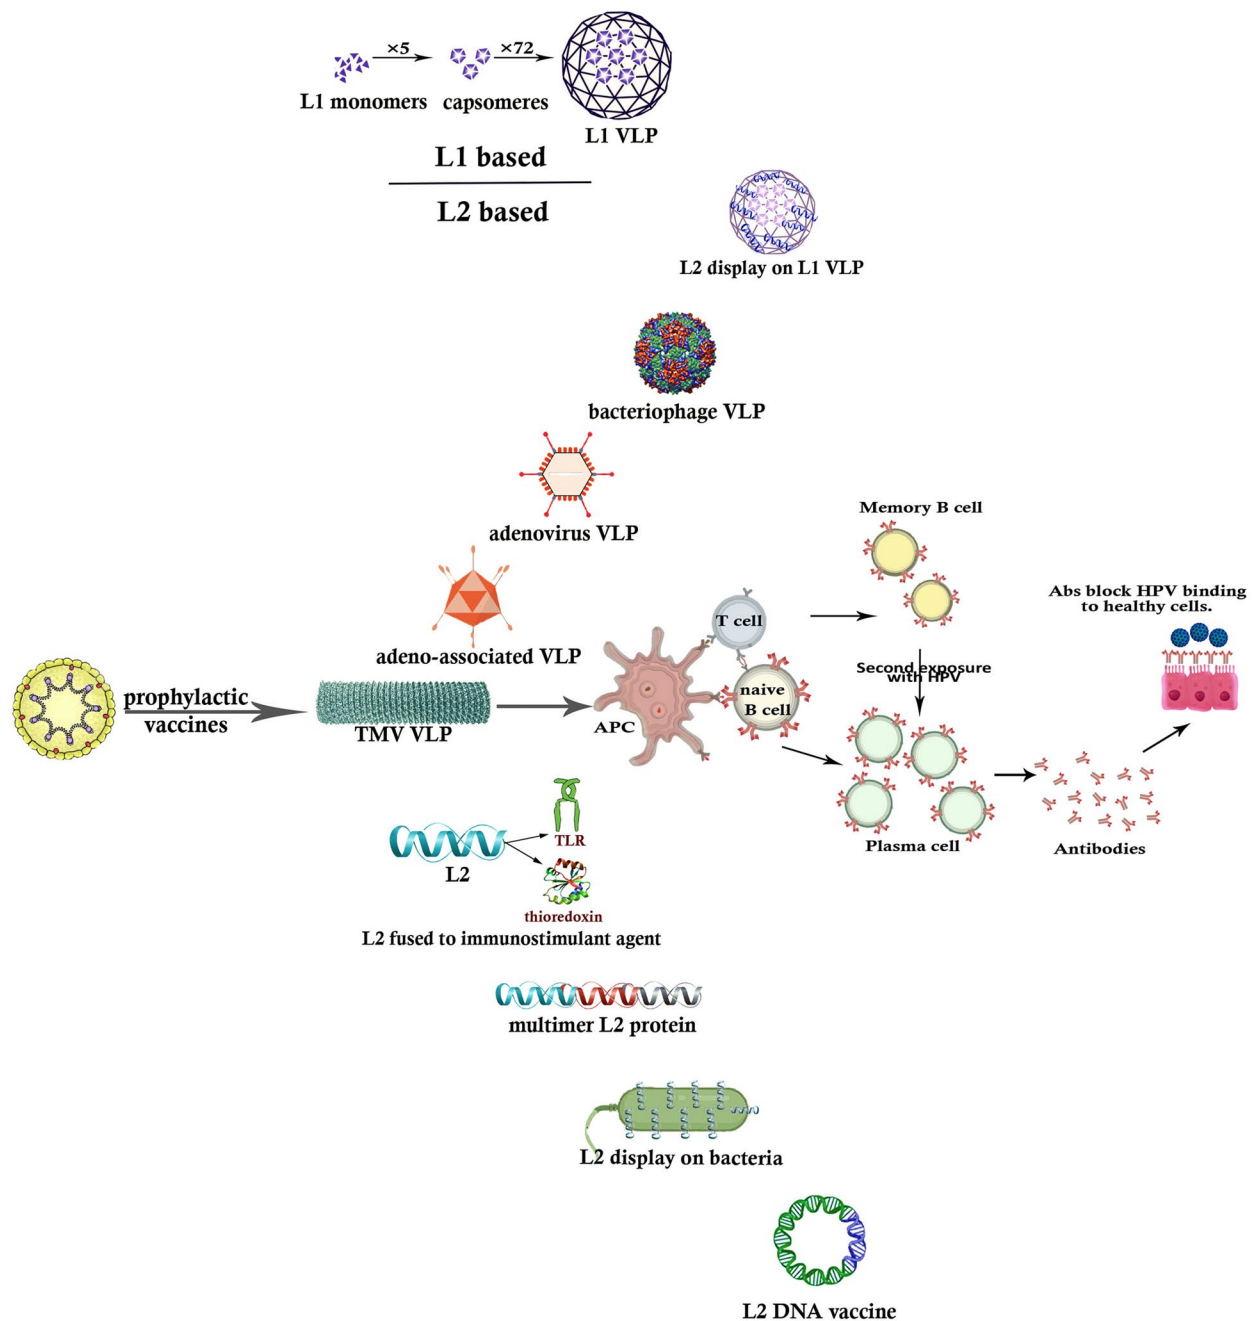 ×5
×72
L1 monomers
capsomeres
L1 VLP
L1 based
L2 based
L2 display on L1 VLP
bacteriophage VLP
adenovirus VLP
adeno-associated VLP
prophylactic
vaccines
TMV VLP
APC
T cell
naive
B cell
Memory B cell
Second exposure
with HPV
Plasma cell
Antibodies
Abs block HPV binding
to healthy cells.
TLR
L2
thioredoxin
L2 fused to immunostimulant agent
multimer L2 protein
L2 display on bacteria
L2 DNA vaccine